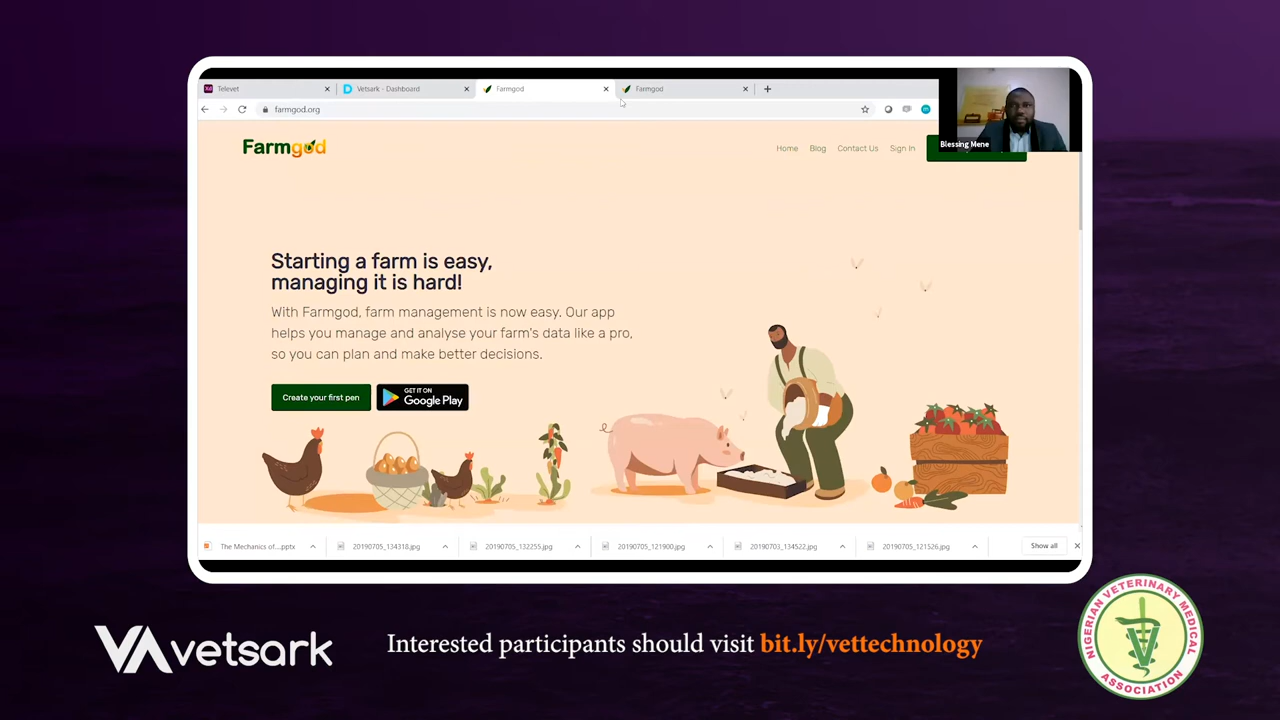 Televet
Vetsark - Dashboard
Farmgod
Farmgod
farmgod.org
Blessing Mene
Farmgod
Home
Blog
Contact Us
Sign In
Starting a farm is easy,
managing it is hard!
With Farmgod, farm management is now easy. Our app
helps you manage and analyse your farm's data like a pro,
so you can plan and make better decisions.
Create your first pen
GET IT ON
Google Play
The Mechanics of....pptx
20190705_134318.jpg
20190705_132255.jpg
20190705_121900.jpg
20190703_134522.jpg
20190705_121526.jpg
Show all
vetsark
Interested participants should visit bit.ly/vettechnology
NIGERIAN VETERINARY MEDICAL
ASSOCIATION